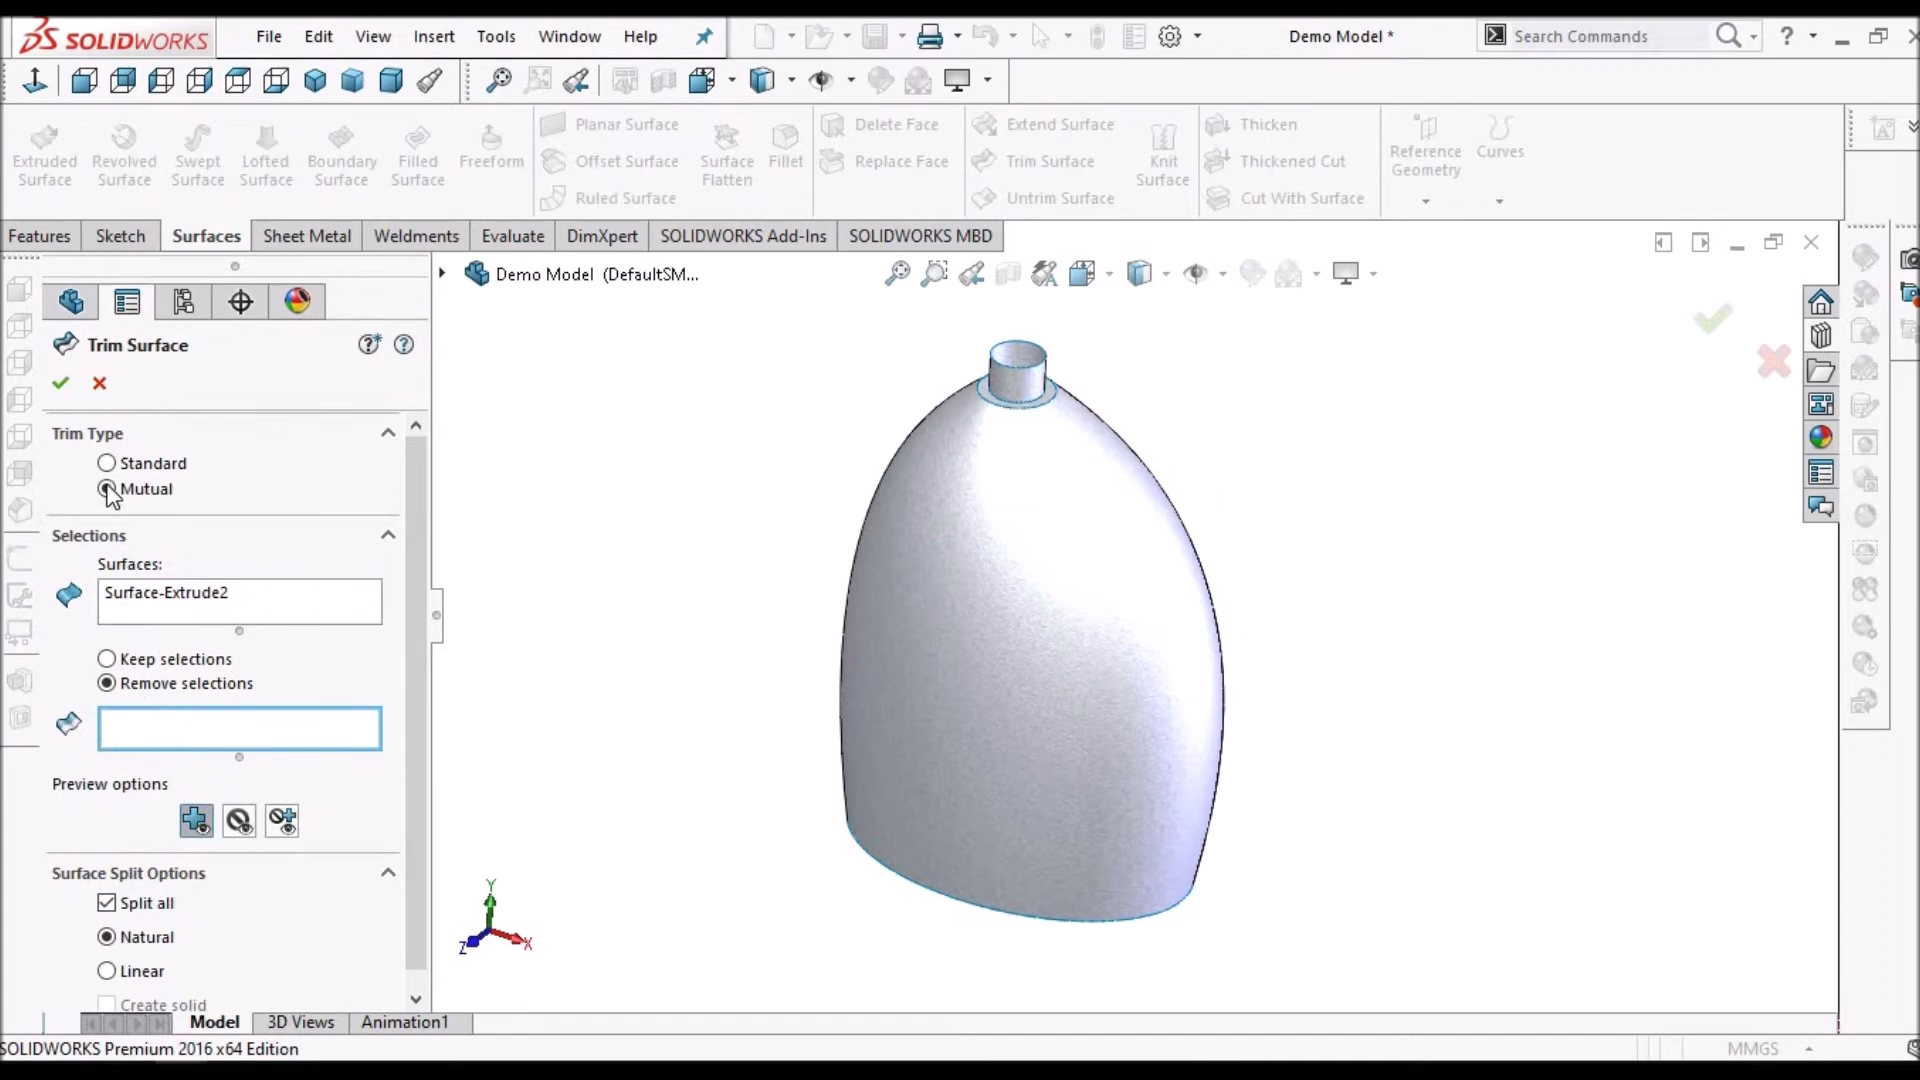 SOLIDWORKS File Edit View Insert Tools Window Help Demo Model * Search Commands ?
Extruded Surface
Revolved Surface
Swept Surface
Lofted Surface
Boundary Surface
Filled Surface
Freeform
Planar Surface
Offset Surface
Ruled Surface
Surface Flatten
Fillet
Delete Face
Replace Face
Extend Surface
Trim Surface
Untrim Surface
Knit Surface
Thicken
Thickened Cut
Cut With Surface
Reference Geometry
Curves
Features Sketch Surfaces Sheet Metal Weldments Evaluate DimXpert SOLIDWORKS Add-Ins SOLIDWORKS MBD
Demo Model (DefaultSM...
Trim Surface
Trim Type
Standard
Mutual
Selections
Surfaces:
Surface-Extrude2
Keep selections
Remove selections
Preview options
Surface Split Options
Split all
Natural
Linear
Create solid
Y
Z X
Model 3D Views Animation1
SOLIDWORKS Premium 2016 x64 Edition MMGS